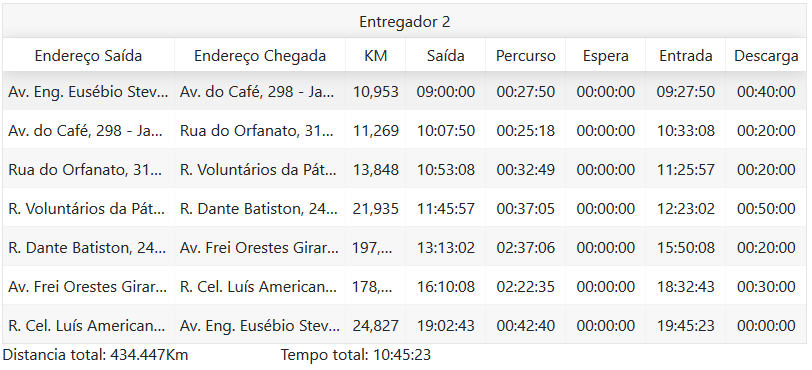 Entregador 2
Endereço Saída Endereço Chegada KM Saída Percurso Espera Entrada Descarga
Av. Eng. Eusébio Stev... Av. do Café, 298 - Ja... 10,953 09:00:00 00:27:50 00:00:00 09:27:50 00:40:00
Av. do Café, 298 - Ja... Rua do Orfanato, 31... 11,269 10:07:50 00:25:18 00:00:00 10:33:08 00:20:00
Rua do Orfanato, 31... R. Voluntários da Pát... 13,848 10:53:08 00:32:49 00:00:00 11:25:57 00:20:00
R. Voluntários da Pát... R. Dante Batiston, 24... 21,935 11:45:57 00:37:05 00:00:00 12:23:02 00:50:00
R. Dante Batiston, 24... Av. Frei Orestes Girar... 197,... 13:13:02 02:37:06 00:00:00 15:50:08 00:20:00
Av. Frei Orestes Girar... R. Cel. Luís American... 178,... 16:10:08 02:22:35 00:00:00 18:32:43 00:30:00
R. Cel. Luís American... Av. Eng. Eusébio Stev... 24,827 19:02:43 00:42:40 00:00:00 19:45:23 00:00:00
Distancia total: 434.447Km Tempo total: 10:45:23